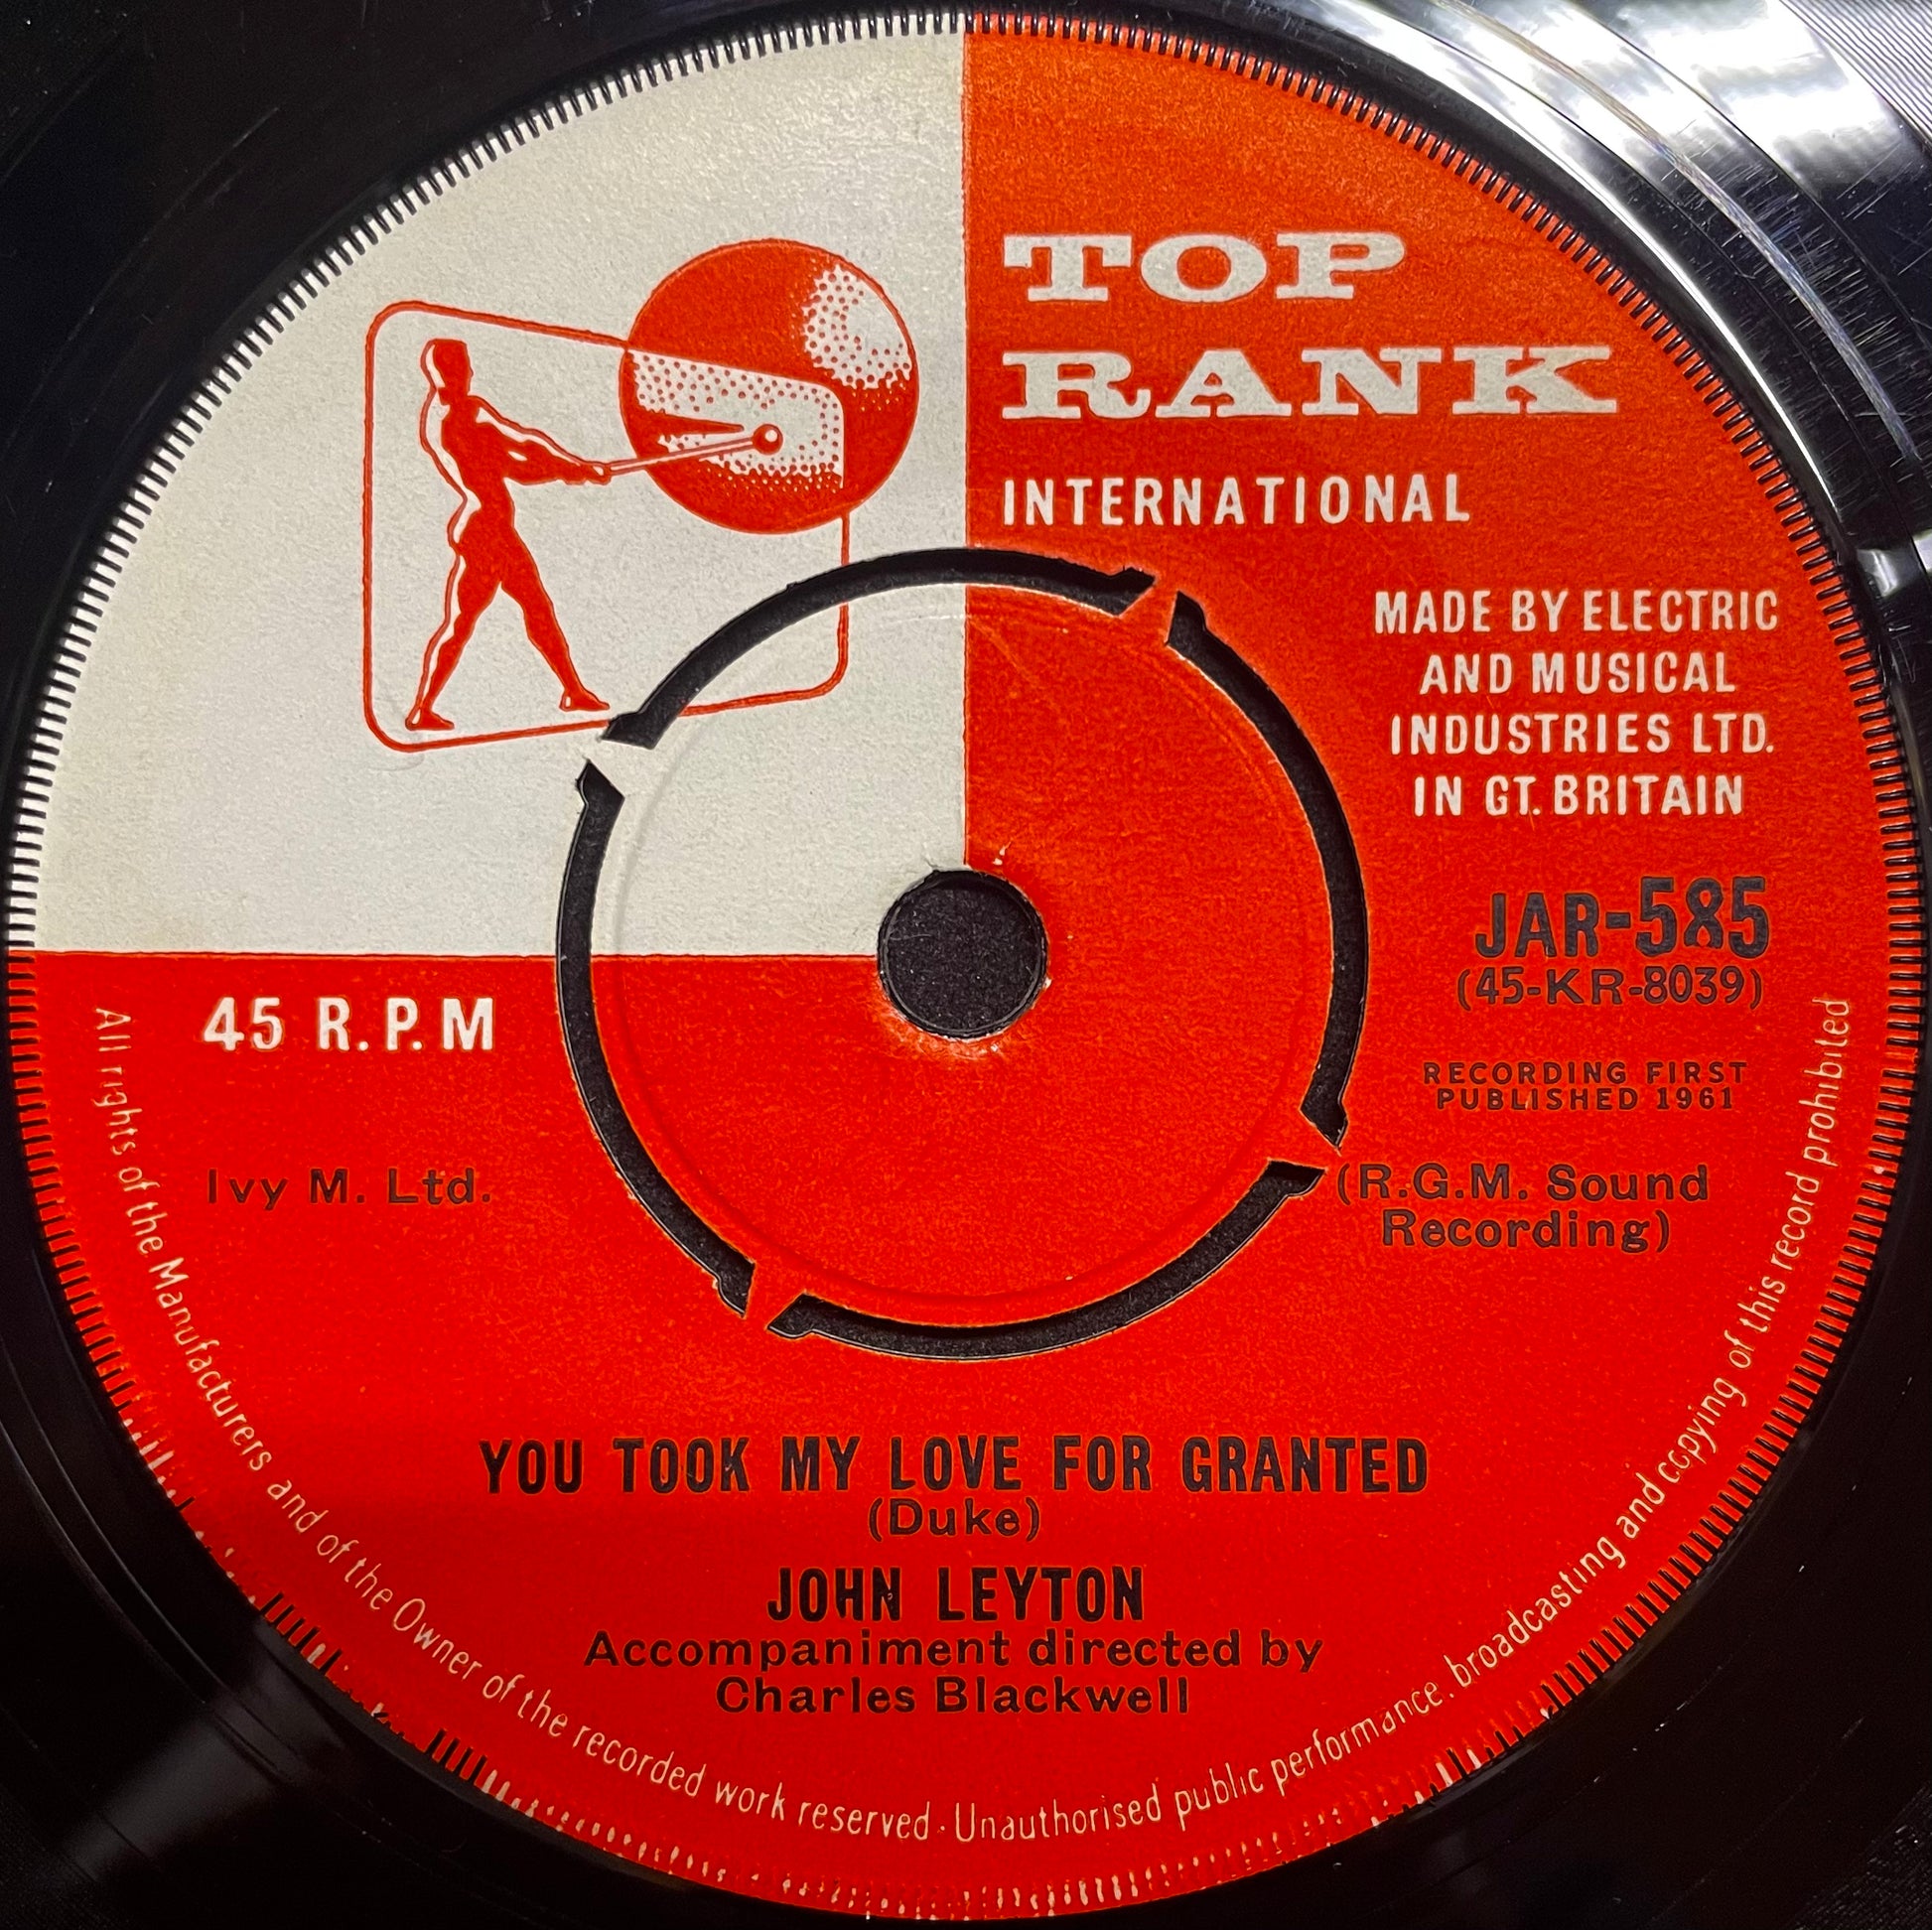 TOP
RANK
INTERNATIONAL
MADE BY ELECTRIC
AND MUSICAL
INDUSTRIES LTD.
IN GT. BRITAIN
JAR-585
(45-KR-8039)
45 R.P.M
RECORDING FIRST
PUBLISHED 1961
Ivy M. Ltd.
(R.G.M. Sound
Recording)
YOU TOOK MY LOVE FOR GRANTED
(Duke)
JOHN LEYTON
Accompaniment directed by
Charles Blackwell
All rights of the Manufacturers and of the Owner of the recorded work reserved · Unauthorised public performance. broadcasting and copying of this record prohibited